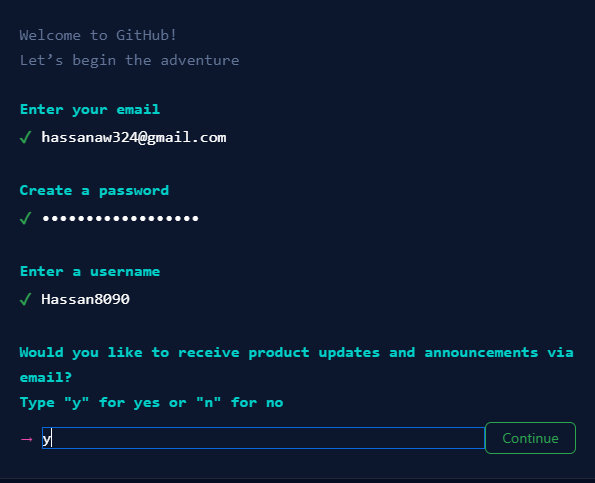 Welcome to GitHub!
Let’s begin the adventure
Enter your email
✓ hassanaw324@gmail.com
Create a password
✓ ••••••••••••••••••
Enter a username
✓ Hassan8090
Would you like to receive product updates and announcements via
email?
Type "y" for yes or "n" for no
→ y Continue